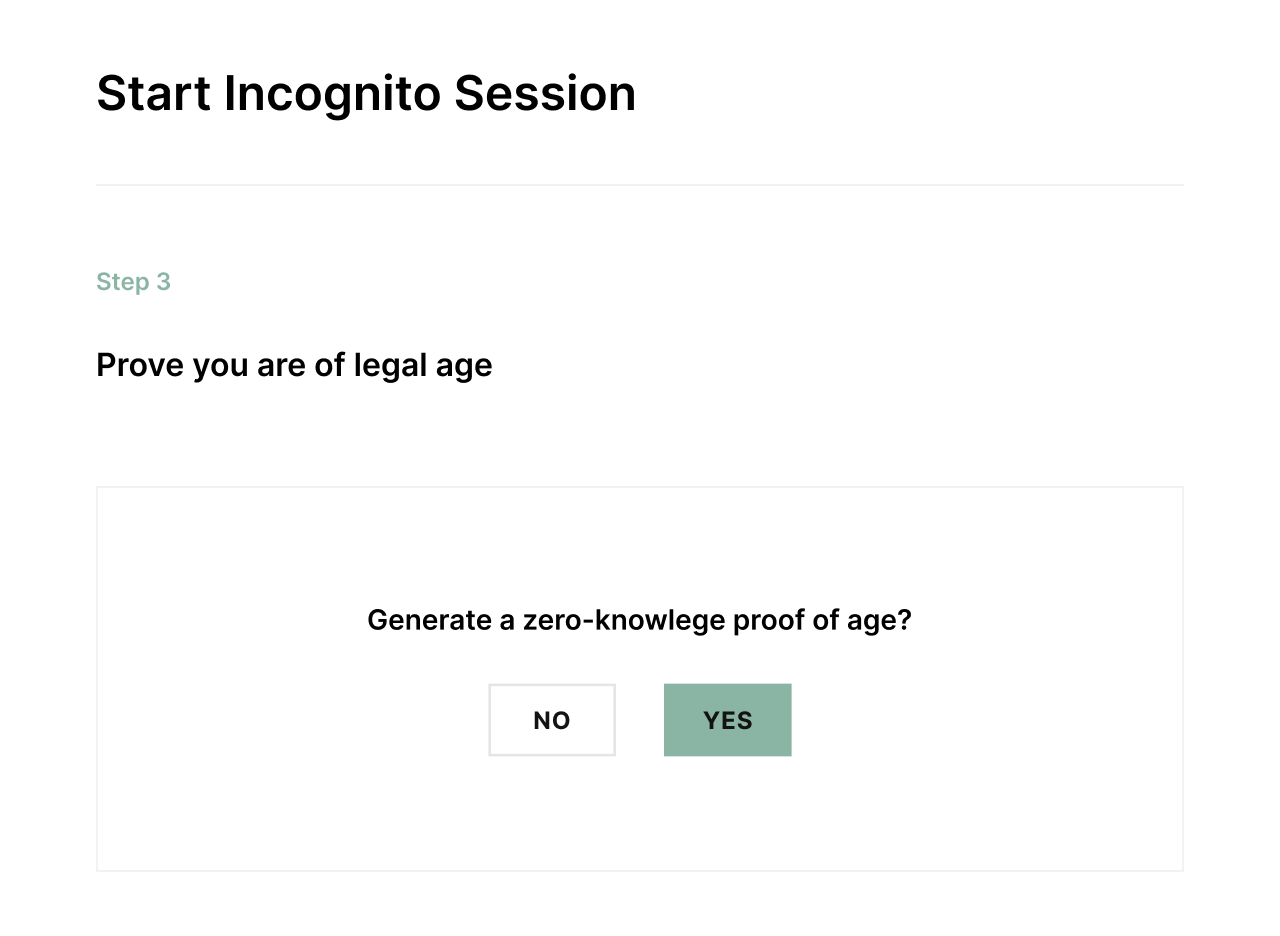 Start Incognito Session
Step 3
Prove you are of legal age
Generate a zero-knowlege proof of age?
NO
YES